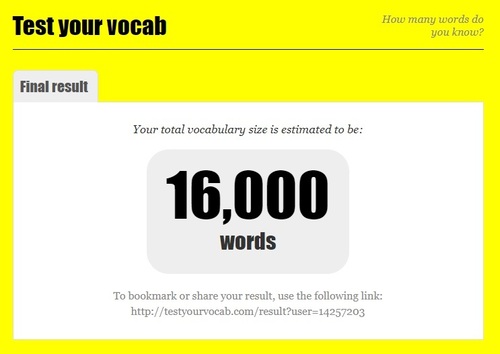 Test your vocab
How many words do
you know?
Final result
Your total vocabulary size is estimated to be:
16,000
words
To bookmark or share your result, use the following link:
http://testyourvocab.com/result?user=14257203